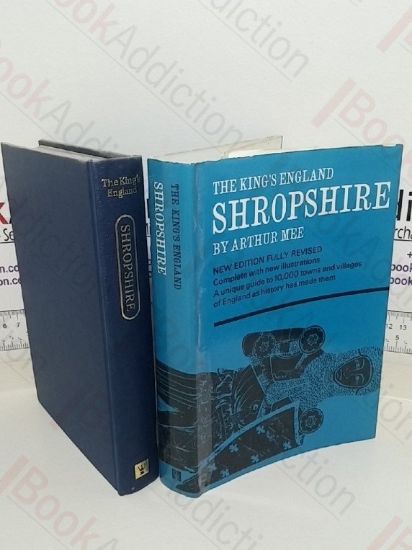 The King's
England
SHROPSHIRE
THE KING'S ENGLAND
SHROPSHIRE
THE KING'S ENGLAND
SHROPSHIRE
BY ARTHUR MEE
NEW EDITION FULLY REVISED
Complete with new illustrations
A unique guide to 10,000 towns and villages
of England as history has made them
BookAddiction